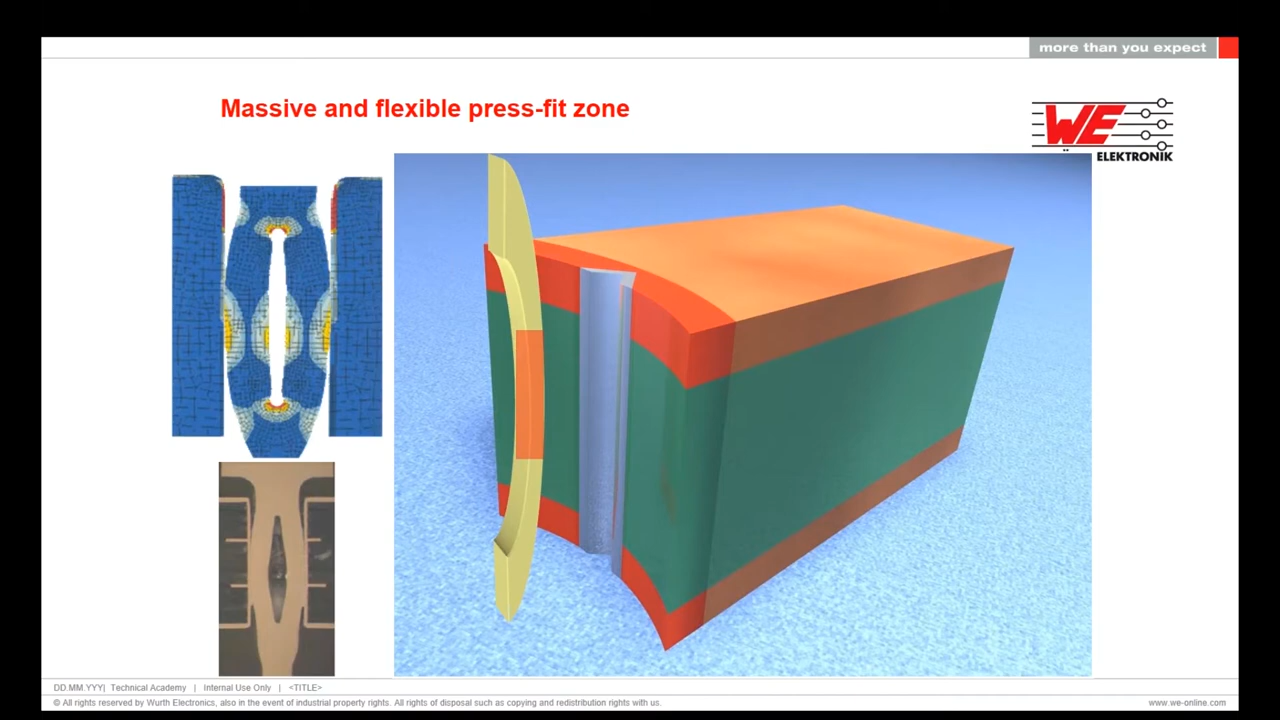 more than you expect
Massive and flexible press-fit zone
WE
ELEKTRONIK
DD.MM.YYY| Technical Academy | Internal Use Only | <TITLE>
© All rights reserved by Wurth Electronics, also in the event of industrial property rights. All rights of disposal such as copying and redistribution rights with us.
www.we-online.com